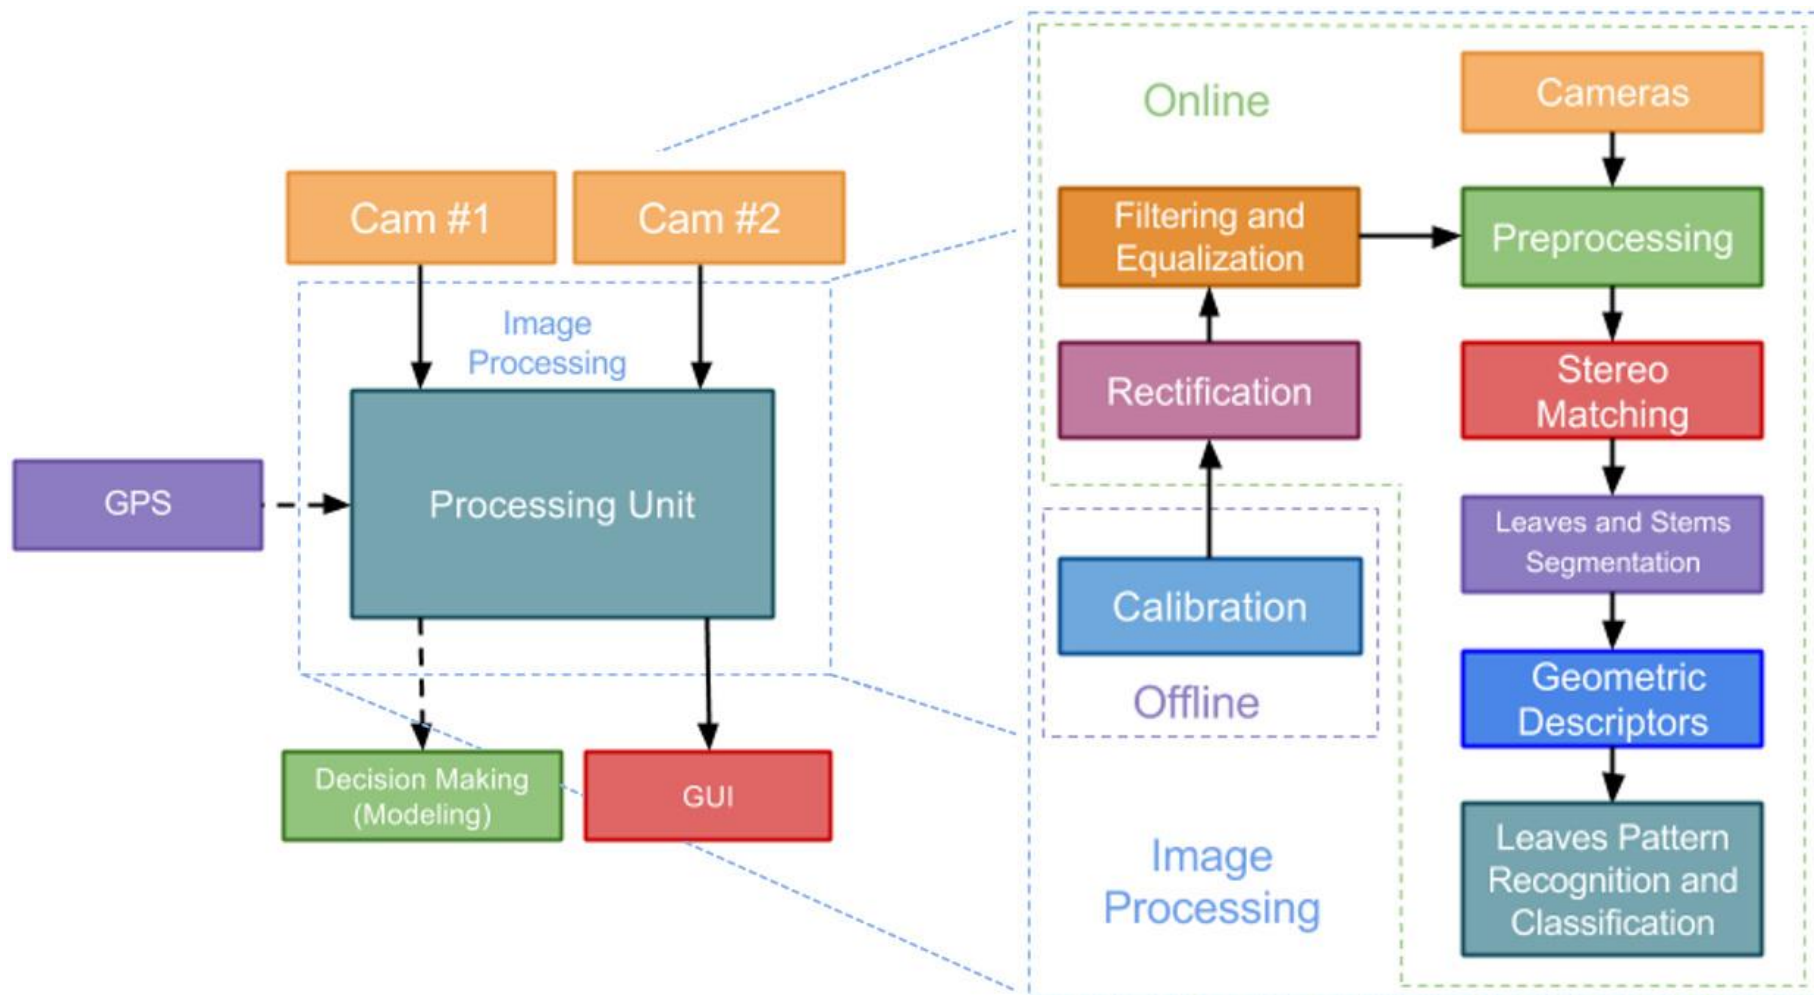 Cam #1
Cam #2
Image
Processing
GPS
Processing Unit
Decision Making
(Modeling)
GUI
Online
Cameras
Filtering and
Equalization
Preprocessing
Rectification
Stereo
Matching
Leaves and Stems
Segmentation
Calibration
Offline
Geometric
Descriptors
Image
Processing
Leaves Pattern
Recognition and
Classification